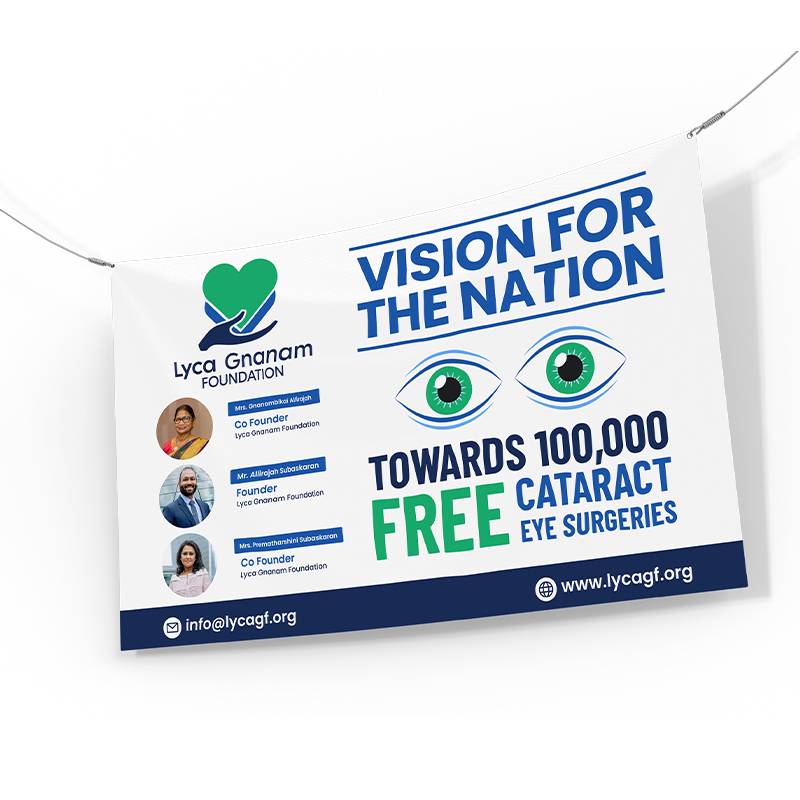 Lyca Gnanam
FOUNDATION
Mrs. Gnanambikai Allirajah
Co Founder
Lyca Gnanam Foundation
Mr. Allirajah Subaskaran
Founder
Lyca Gnanam Foundation
Mrs. Prematharshini Subaskaran
Co Founder
Lyca Gnanam Foundation
VISION FOR
THE NATION
TOWARDS 100,000
FREE CATARACT
EYE SURGERIES
info@lycagf.org
www.lycagf.org